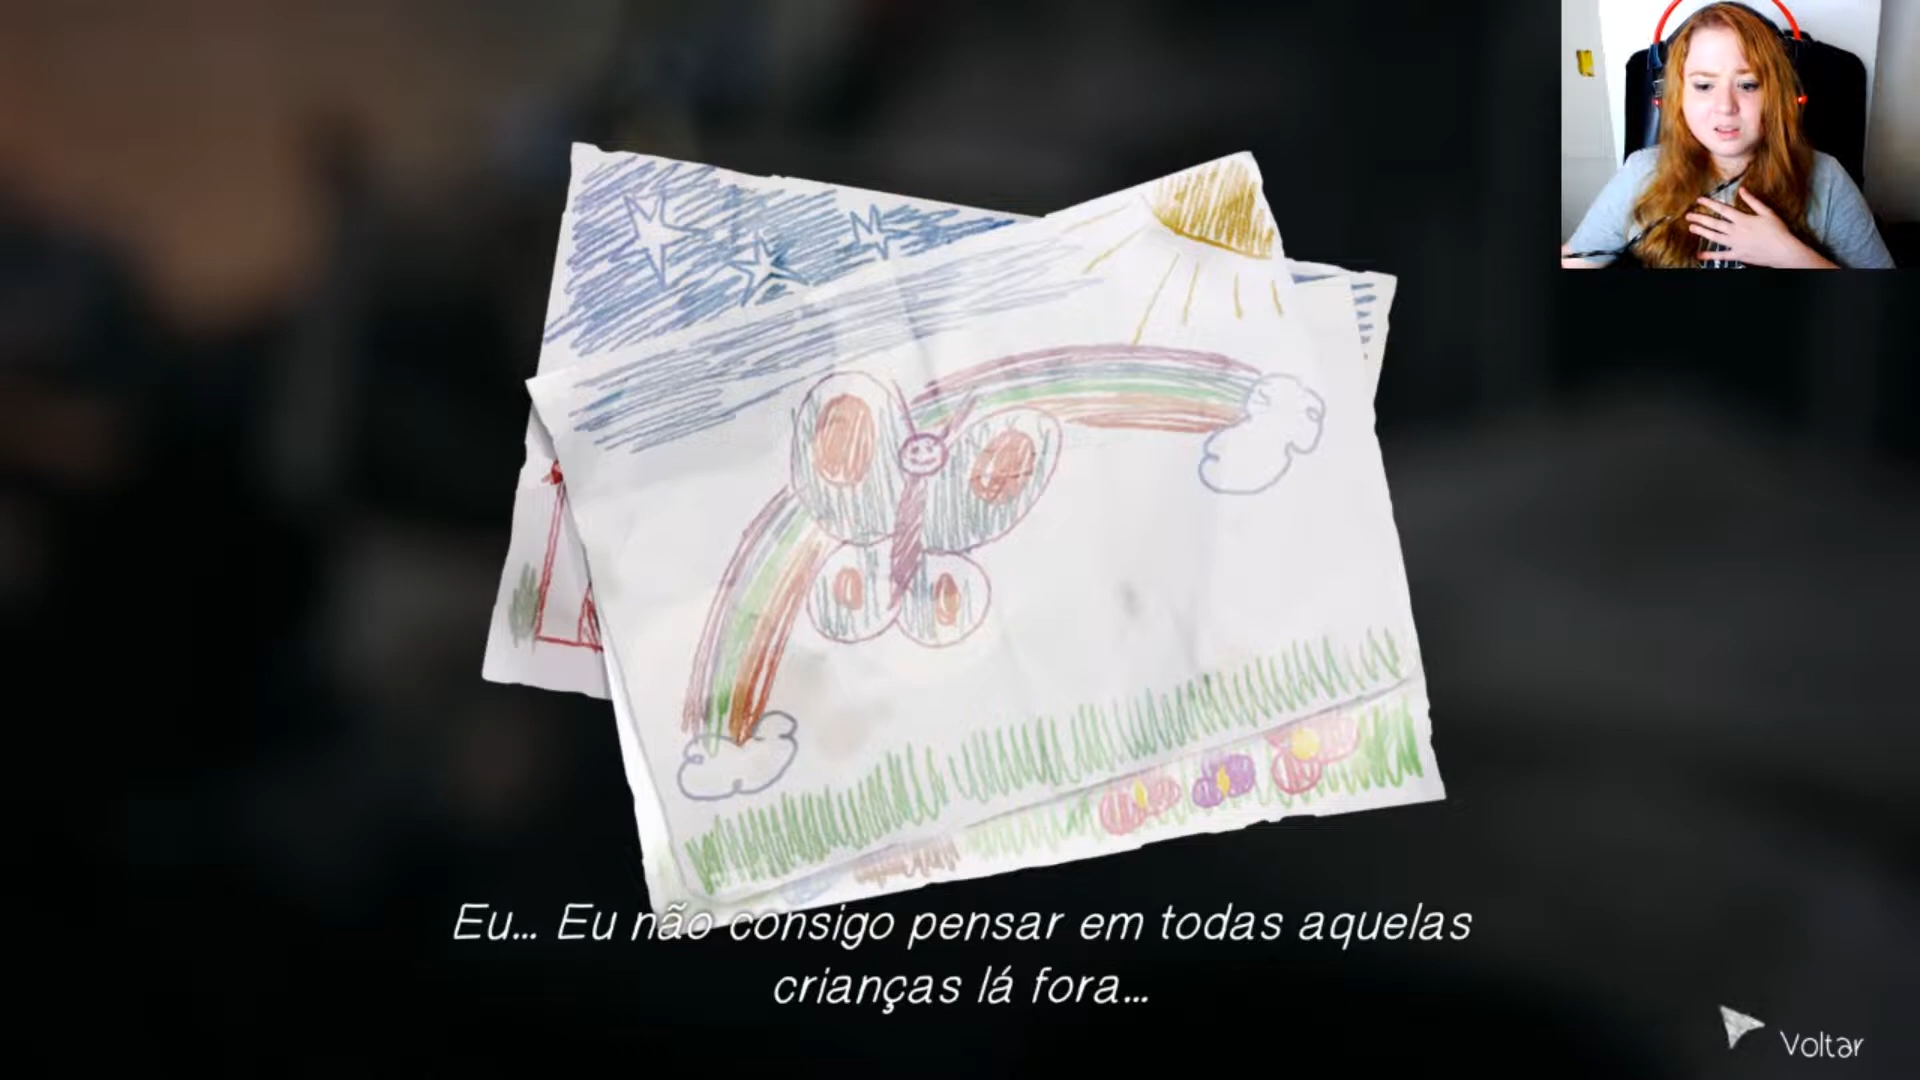 Eu... Eu não consigo pensar em todas aquelas
crianças lá fora...
Voltar